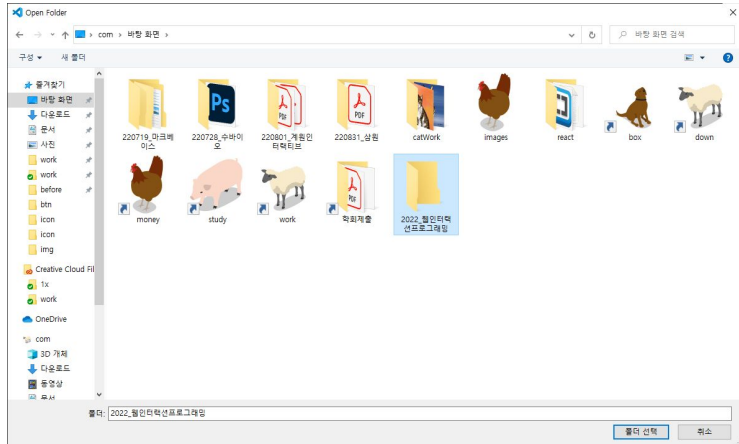 Open Folder
com › 바탕 화면 ›
바탕 화면 검색
구성
새 폴더
즐겨찾기
바탕 화면
다운로드
문서
사진
work
work
before
btn
icon
icon
img
Creative Cloud Fil
1x
work
OneDrive
com
3D 개체
다운로드
동영상
문서
220719_마크베
이스
Ps
220728_수바이
오
PDF
220801_계원인
터랙티브
PDF
220831_삼원
catWork
images
react
box
down
money
study
work
PDF
학회제출
2022_웹인터랙
션프로그래밍
폴더: 2022_웹인터랙션프로그래밍
폴더 선택
취소